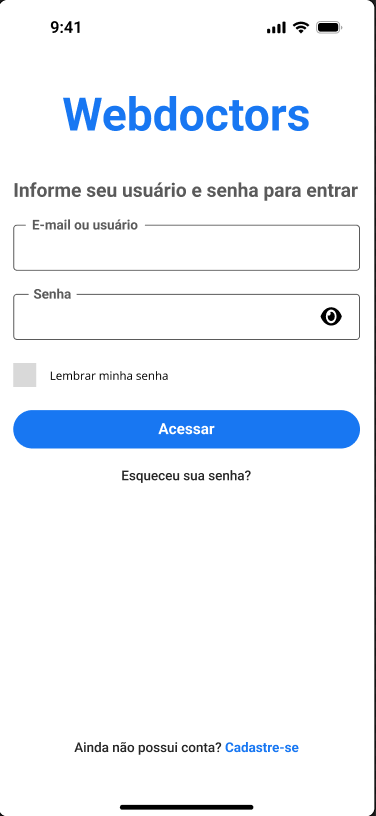 9:41
Webdoctors
Informe seu usuário e senha para entrar
E-mail ou usuário
Senha
Lembrar minha senha
Acessar
Esqueceu sua senha?
Ainda não possui conta? Cadastre-se